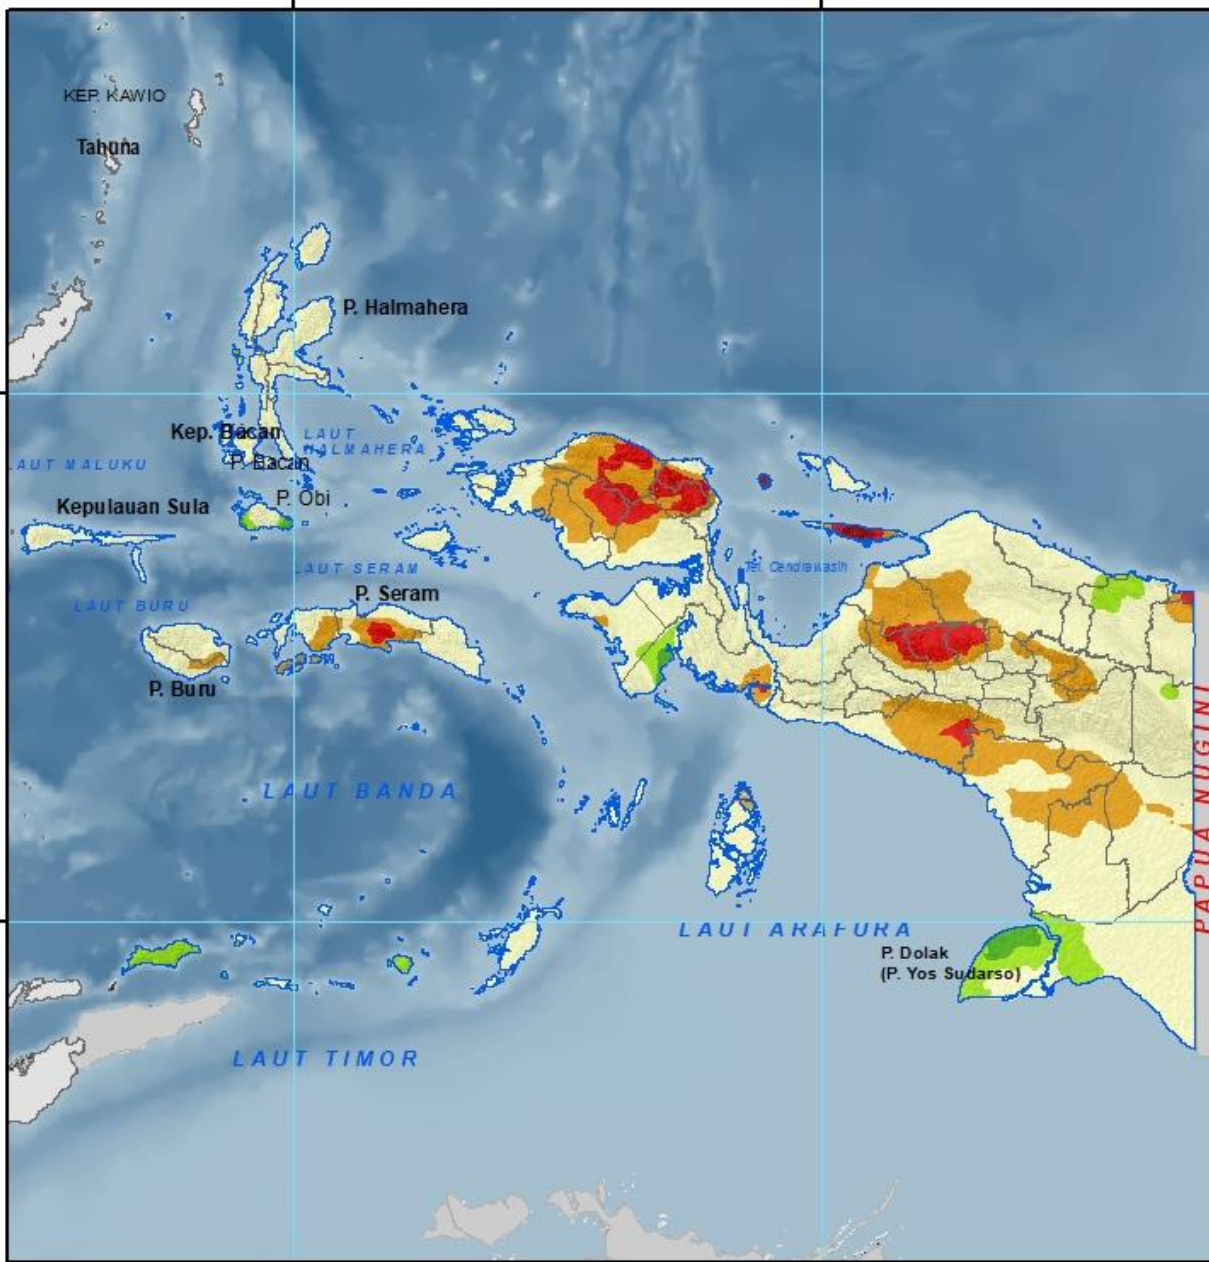 KEP. KAWIO
Tahuna
P. Halmahera
Kep. Bacan
LAUT
HALMAHERA
LAUT MALUKU
P. Bacan
P. Obi
Kepulauan Sula
LAUT SERAM
Tel. Cendrawasih
P. Seram
LAUT BURU
P. Buru
PAPUA NUGINI
LAUT BANDA
LAUT ARAFURA
P. Dolak
(P. Yos Sudarso)
LAUT TIMOR